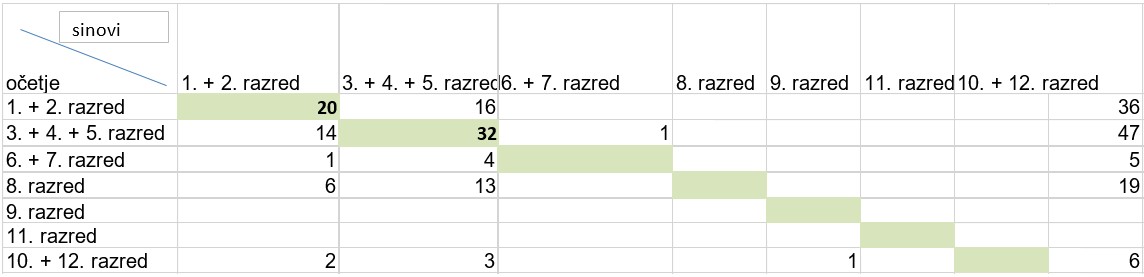 sinovi
očetje 1. + 2. razred 3. + 4. + 5. razred 6. + 7. razred 8. razred 9. razred 11. razred 10. + 12. razred
1. + 2. razred 20 16 36
3. + 4. + 5. razred 14 32 1 47
6. + 7. razred 1 4 5
8. razred 6 13 19
9. razred
11. razred
10. + 12. razred 2 3 1 6